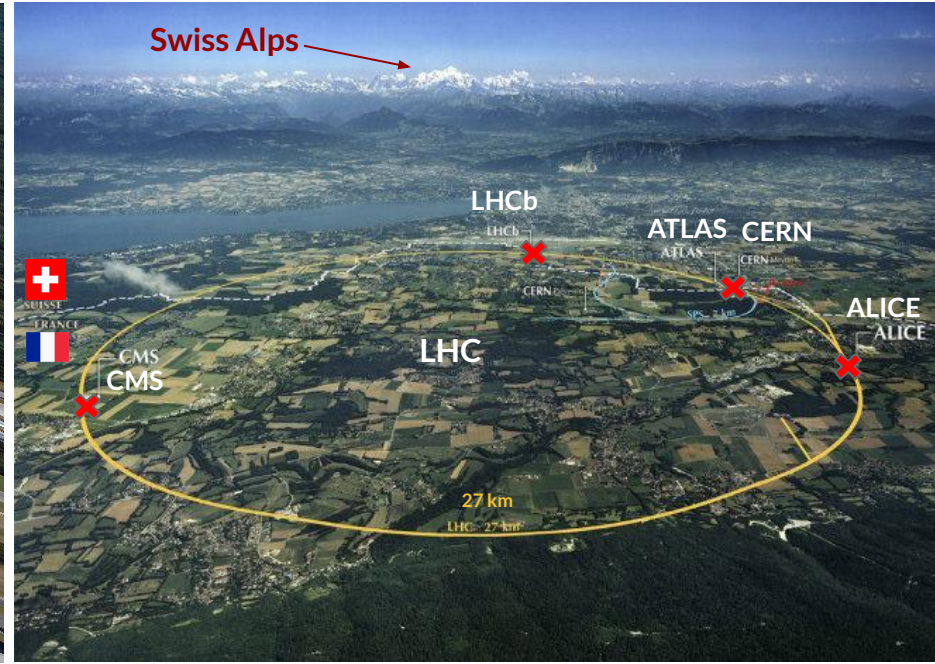 Swiss Alps
LHCb
LHCb
ATLAS CERN
ATLAS
CERN
CERN
SUISSE
FRANCE
SPS 7 km
ALICE
ALICE
LHC
CMS
CMS
27 km
LHC 27 km